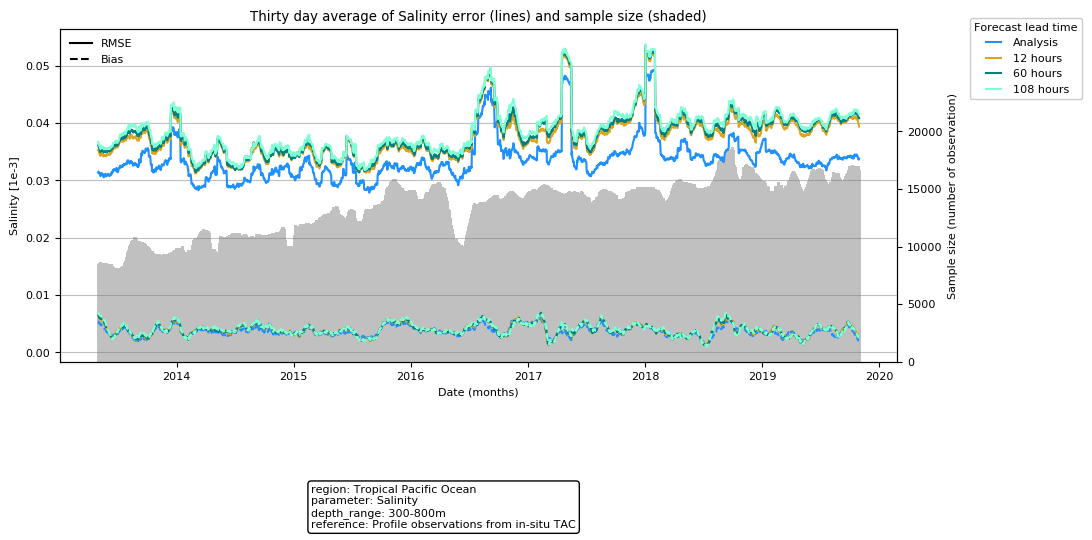 Thirty day average of Salinity error (lines) and sample size (shaded)
Forecast lead time
Analysis
12 hours
60 hours
108 hours
RMSE
Bias
Salinity [1e-3]
0.05
0.04
0.03
0.02
0.01
0.00
Sample size (number of observation)
20000
15000
10000
5000
0
2014
2015
2016
2017
2018
2019
2020
Date (months)
region: Tropical Pacific Ocean
parameter: Salinity
depth_range: 300-800m
reference: Profile observations from in-situ TAC